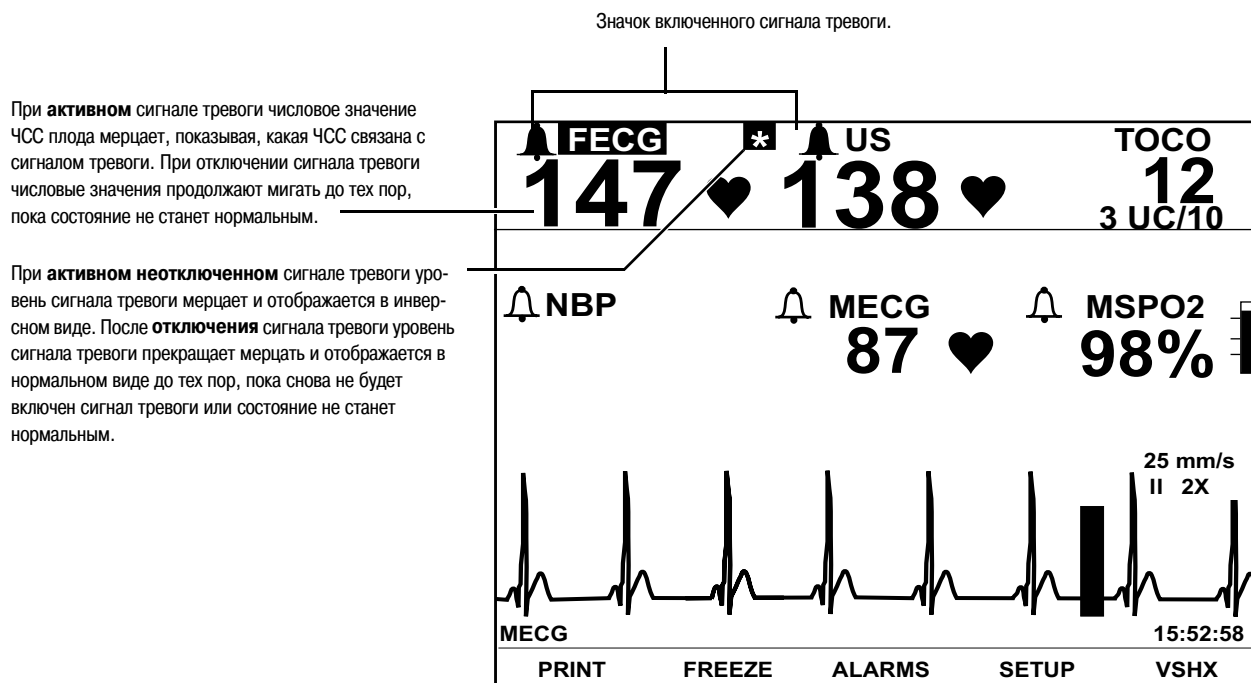 Значок включенного сигнала тревоги.
При активном сигнале тревоги числовое значение
ЧСС плода мерцает, показывая, какая ЧСС связана с
сигналом тревоги. При отключении сигнала тревоги
числовые значения продолжают мигать до тех пор,
пока состояние не станет нормальным.
При активном неотключенном сигнале тревоги уро-
вень сигнала тревоги мерцает и отображается в инвер-
сном виде. После отключения сигнала тревоги уровень
сигнала тревоги прекращает мерцать и отображается в
нормальном виде до тех пор, пока снова не будет
включен сигнал тревоги или состояние не станет
нормальным.
FECG * US TOCO
147 138 12
3 UC/10
NBP MECG MSPO2
87 98%
25 mm/s
II 2X
MECG 15:52:58
PRINT FREEZE ALARMS SETUP VSHX